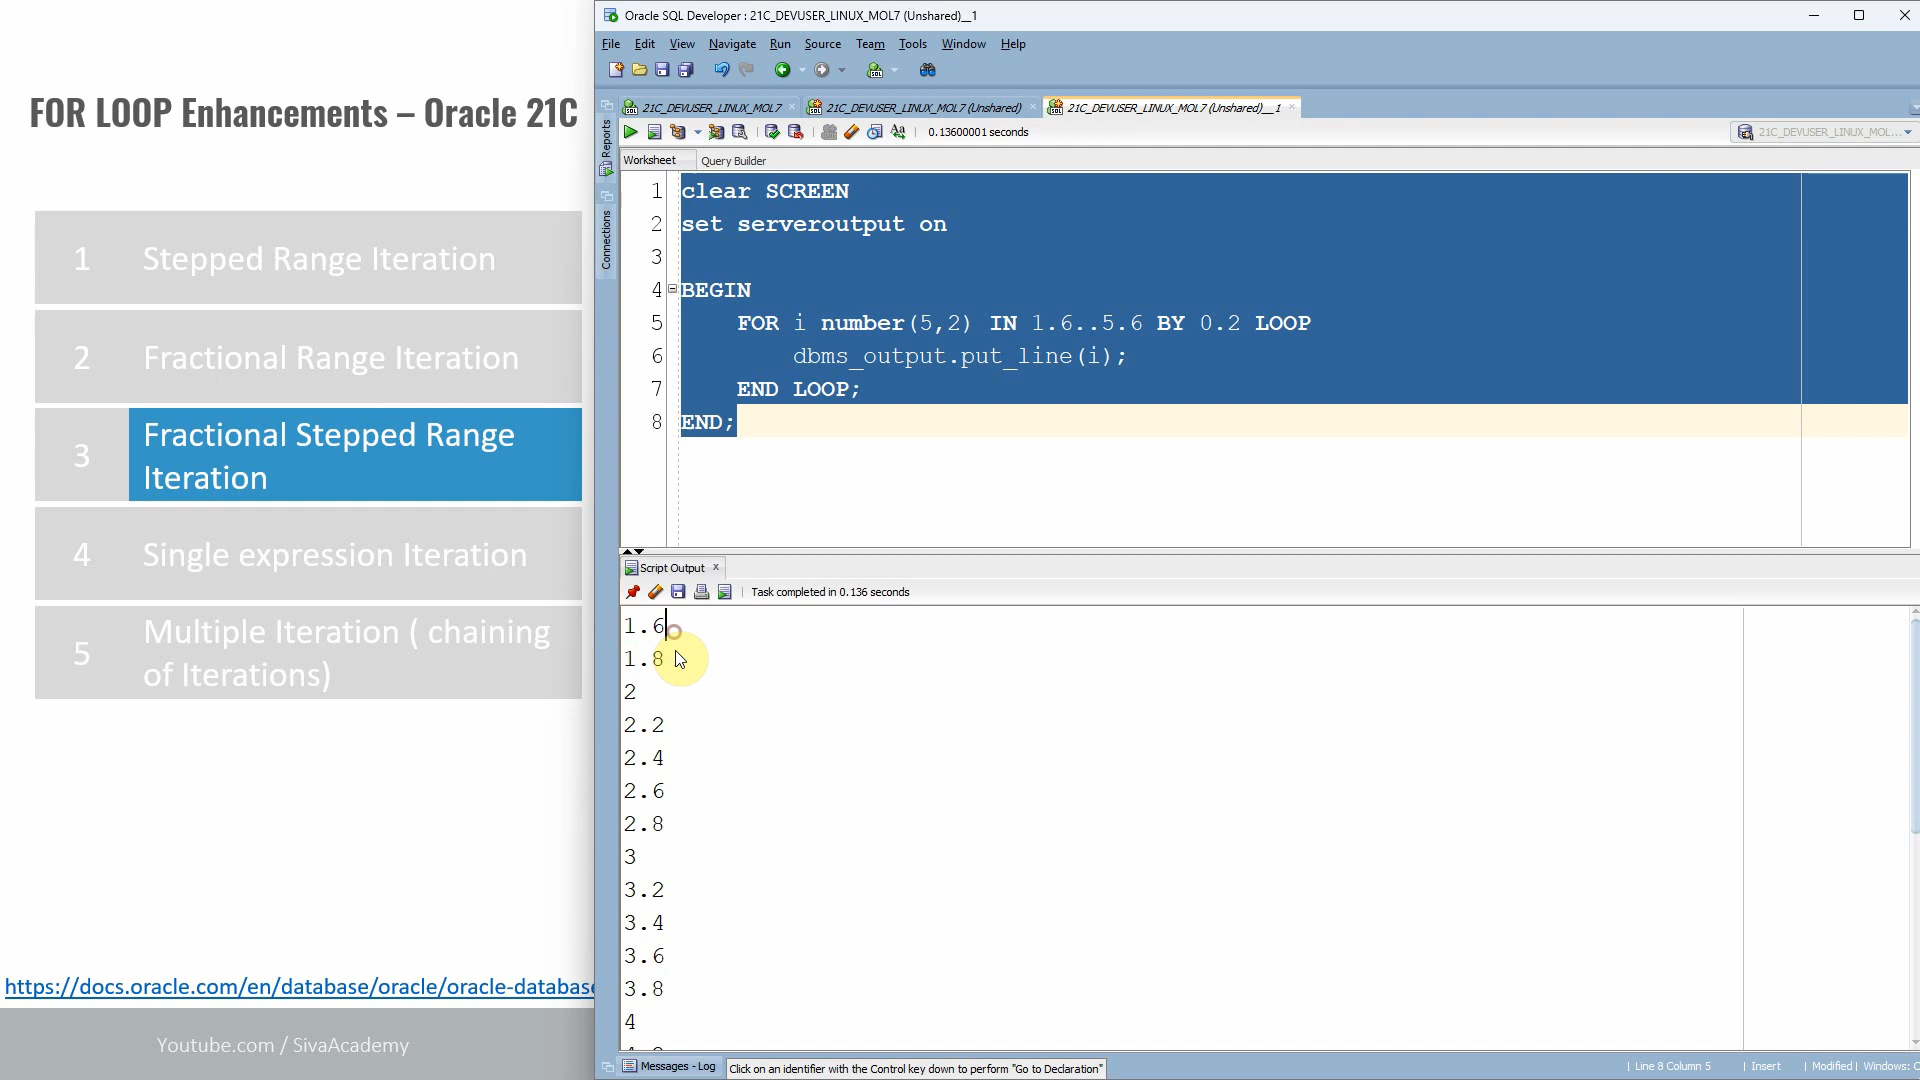 FOR LOOP Enhancements – Oracle 21C
1 Stepped Range Iteration
2 Fractional Range Iteration
3 Fractional Stepped Range
Iteration
4 Single expression Iteration
5 Multiple Iteration ( chaining
of Iterations)
https://docs.oracle.com/en/database/oracle/oracle-database
Youtube.com / SivaAcademy
Oracle SQL Developer : 21C_DEVUSER_LINUX_MOL7 (Unshared)__1
File Edit View Navigate Run Source Team Tools Window Help
21C_DEVUSER_LINUX_MOL7 21C_DEVUSER_LINUX_MOL7 (Unshared) 21C_DEVUSER_LINUX_MOL7 (Unshared)__1
0.13600001 seconds
21C_DEVUSER_LINUX_MOL...
Reports
Connections
Worksheet Query Builder
1 clear SCREEN
2 set serveroutput on
3
4 BEGIN
5 FOR i number(5,2) IN 1.6..5.6 BY 0.2 LOOP
6 dbms_output.put_line(i);
7 END LOOP;
8 END;
Script Output
Task completed in 0.136 seconds
1.6
1.8
2
2.2
2.4
2.6
2.8
3
3.2
3.4
3.6
3.8
4
Messages - Log
Click on an identifier with the Control key down to perform "Go to Declaration"
Line 8 Column 5 Insert Modified Windows: C